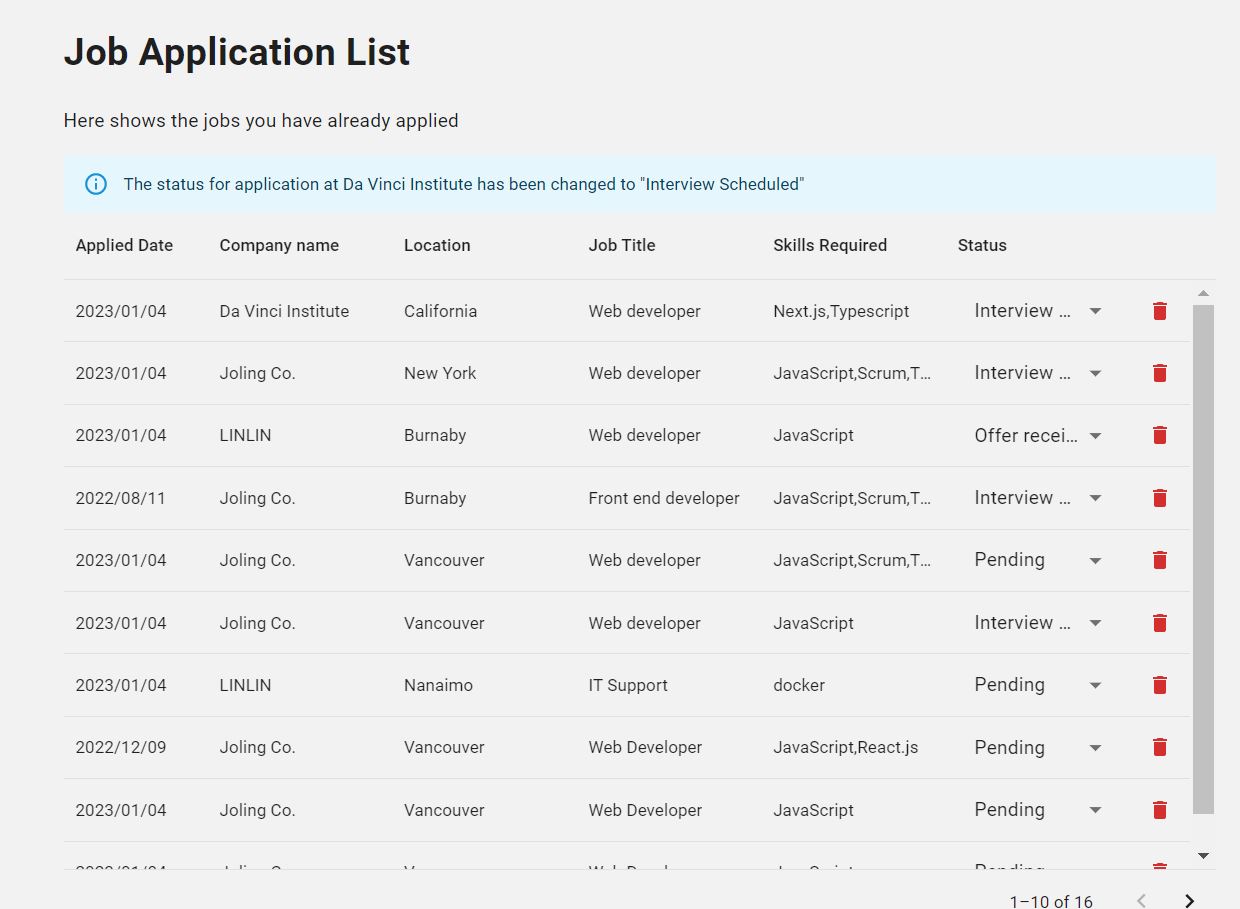 Job Application List
Here shows the jobs you have already applied
The status for application at Da Vinci Institute has been changed to "Interview Scheduled"
Applied Date Company name Location Job Title Skills Required Status
2023/01/04 Da Vinci Institute California Web developer Next.js,Typescript Interview ...
2023/01/04 Joling Co. New York Web developer JavaScript,Scrum,T... Interview ...
2023/01/04 LINLIN Burnaby Web developer JavaScript Offer recei...
2022/08/11 Joling Co. Burnaby Front end developer JavaScript,Scrum,T... Interview ...
2023/01/04 Joling Co. Vancouver Web developer JavaScript,Scrum,T... Pending
2023/01/04 Joling Co. Vancouver Web developer JavaScript Interview ...
2023/01/04 LINLIN Nanaimo IT Support docker Pending
2022/12/09 Joling Co. Vancouver Web Developer JavaScript,React.js Pending
2023/01/04 Joling Co. Vancouver Web Developer JavaScript Pending
1–10 of 16